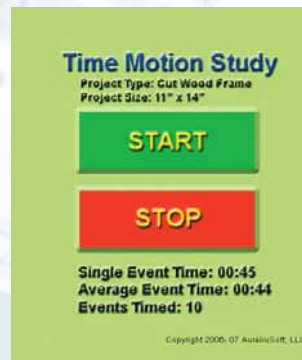 Time Motion Study
Project Type: Cut Wood Frame
Project Size: 11" x 14"
START
STOP
Single Event Time: 00:45
Average Event Time: 00:44
Events Timed: 10
Copyright 2006-07 AureliuSoft, LLC